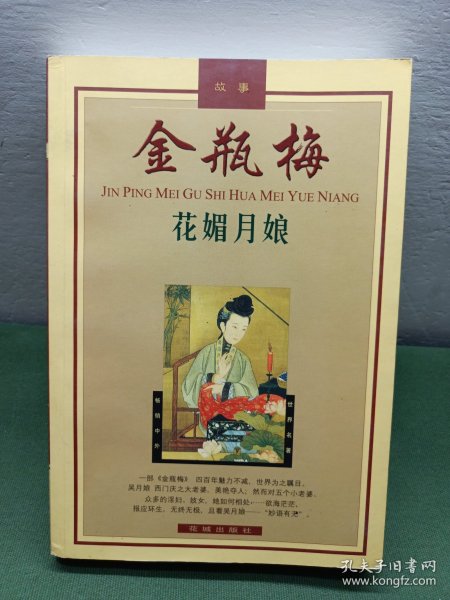 故事
金瓶梅
JIN PING MEI GU SHI HUA MEI YUE NIANG
花媚月娘
畅销中外
世界名著
一部《金瓶梅》四百年魅力不减，世界为之瞩目。
吴月娘 西门庆之大老婆，美艳夺人，然而对五个小老婆、
众多的淫妇、妓女，她如何相处……欲海茫茫，
报应环生，无终无极，且看吴月娘——“妙语有花”。
花城出版社
孔夫子旧书网
www.kongfz.com